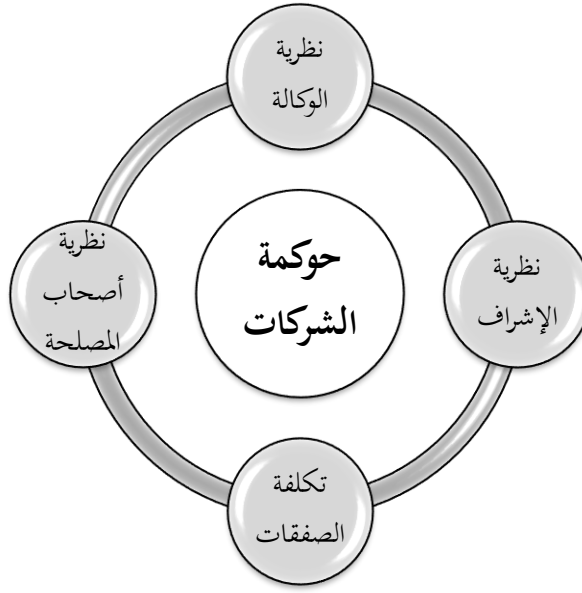 نظرية
الوكالة
نظرية
الإشراف
حوكمة
الشركات
نظرية
أصحاب
المصلحة
تكلفة
الصفقات